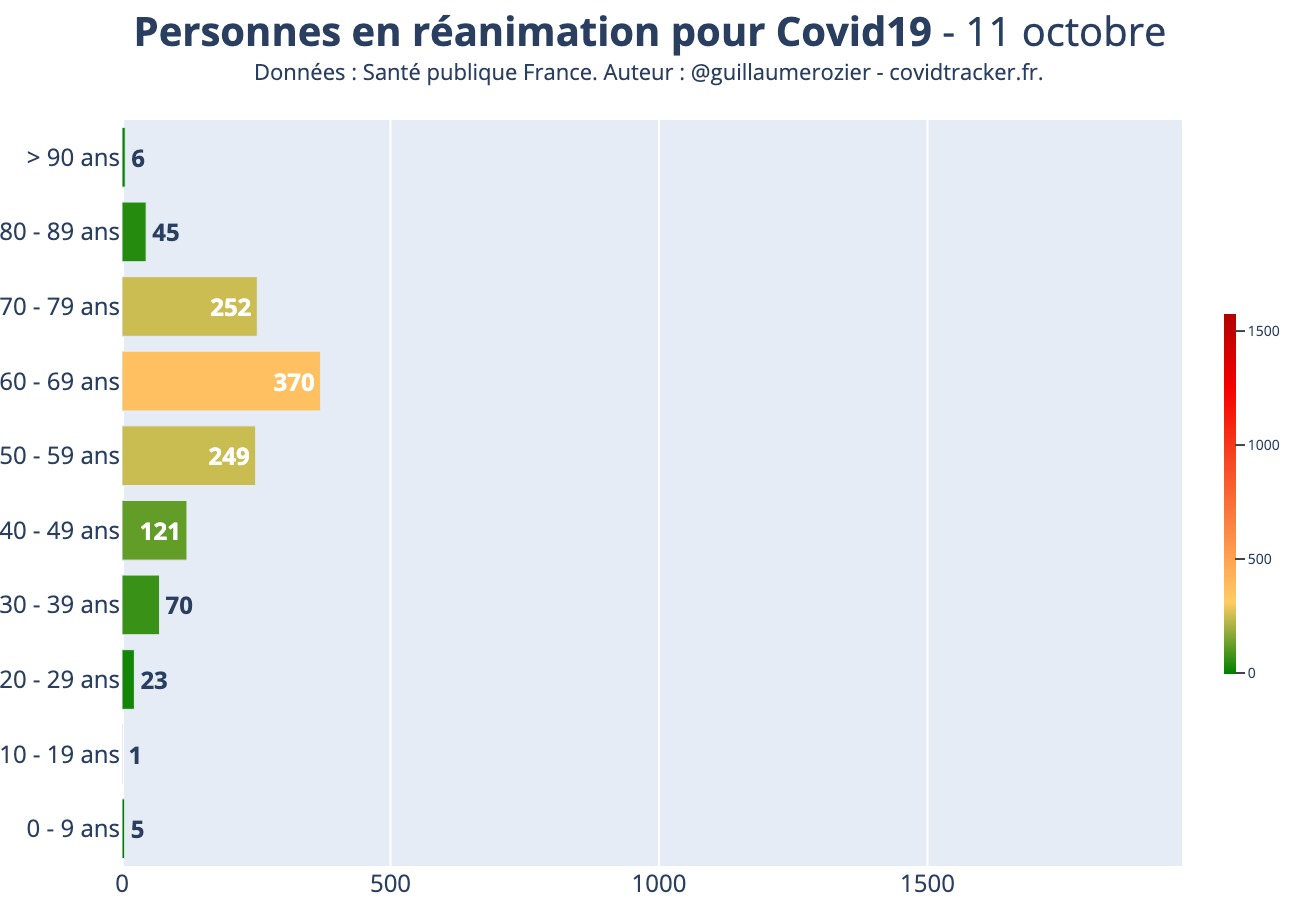 Personnes en réanimation pour Covid19 - 11 octobre
Données : Santé publique France. Auteur : @guillaumerozier - covidtracker.fr.
> 90 ans 6
80 - 89 ans 45
70 - 79 ans 252
60 - 69 ans 370
50 - 59 ans 249
40 - 49 ans 121
30 - 39 ans 70
20 - 29 ans 23
10 - 19 ans 1
0 - 9 ans 5
0 500 1000 1500
1500
1000
500
0